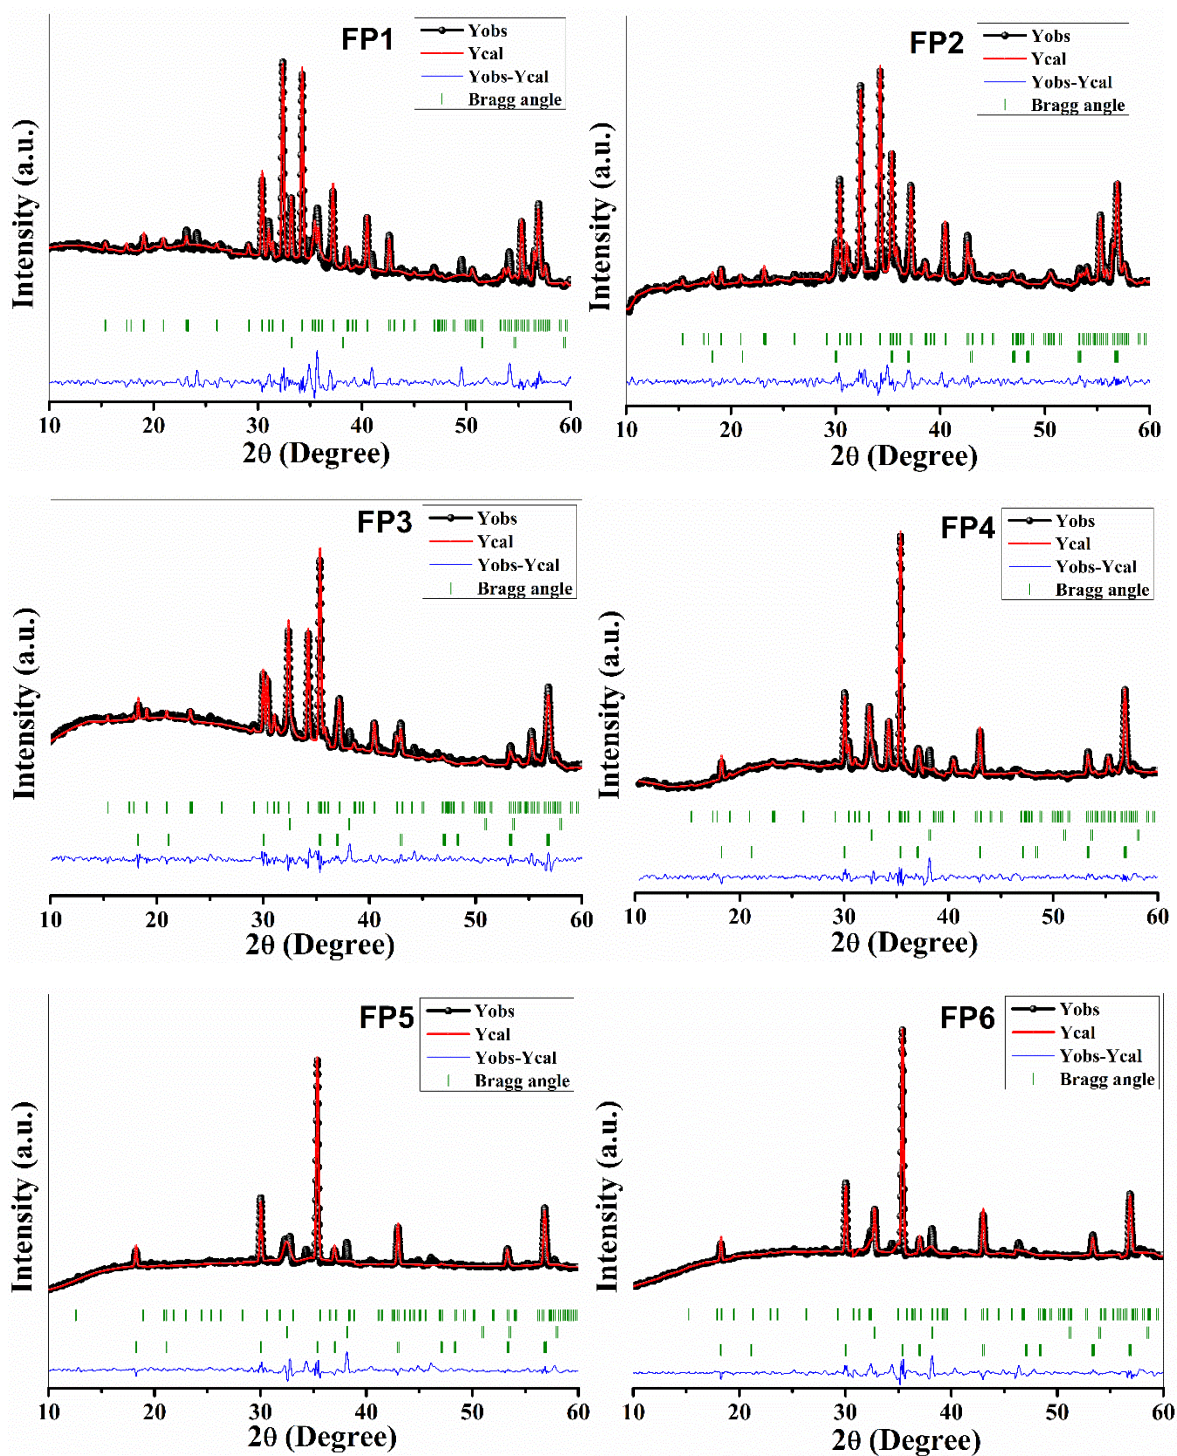 FP1
Yobs
Ycal
Yobs-Ycal
Bragg angle
Intensity (a.u.)
10 20 30 40 50 60
2θ (Degree)
FP2
Yobs
Ycal
Yobs-Ycal
Bragg angle
Intensity (a.u.)
10 20 30 40 50 60
2θ (Degree)
FP3
Yobs
Ycal
Yobs-Ycal
Bragg angle
Intensity (a.u.)
10 20 30 40 50 60
2θ (Degree)
FP4
Yobs
Ycal
Yobs-Ycal
Bragg angle
Intensity (a.u.)
10 20 30 40 50 60
2θ (Degree)
FP5
Yobs
Ycal
Yobs-Ycal
Bragg angle
Intensity (a.u.)
10 20 30 40 50 60
2θ (Degree)
FP6
Yobs
Ycal
Yobs-Ycal
Bragg angle
Intensity (a.u.)
10 20 30 40 50 60
2θ (Degree)